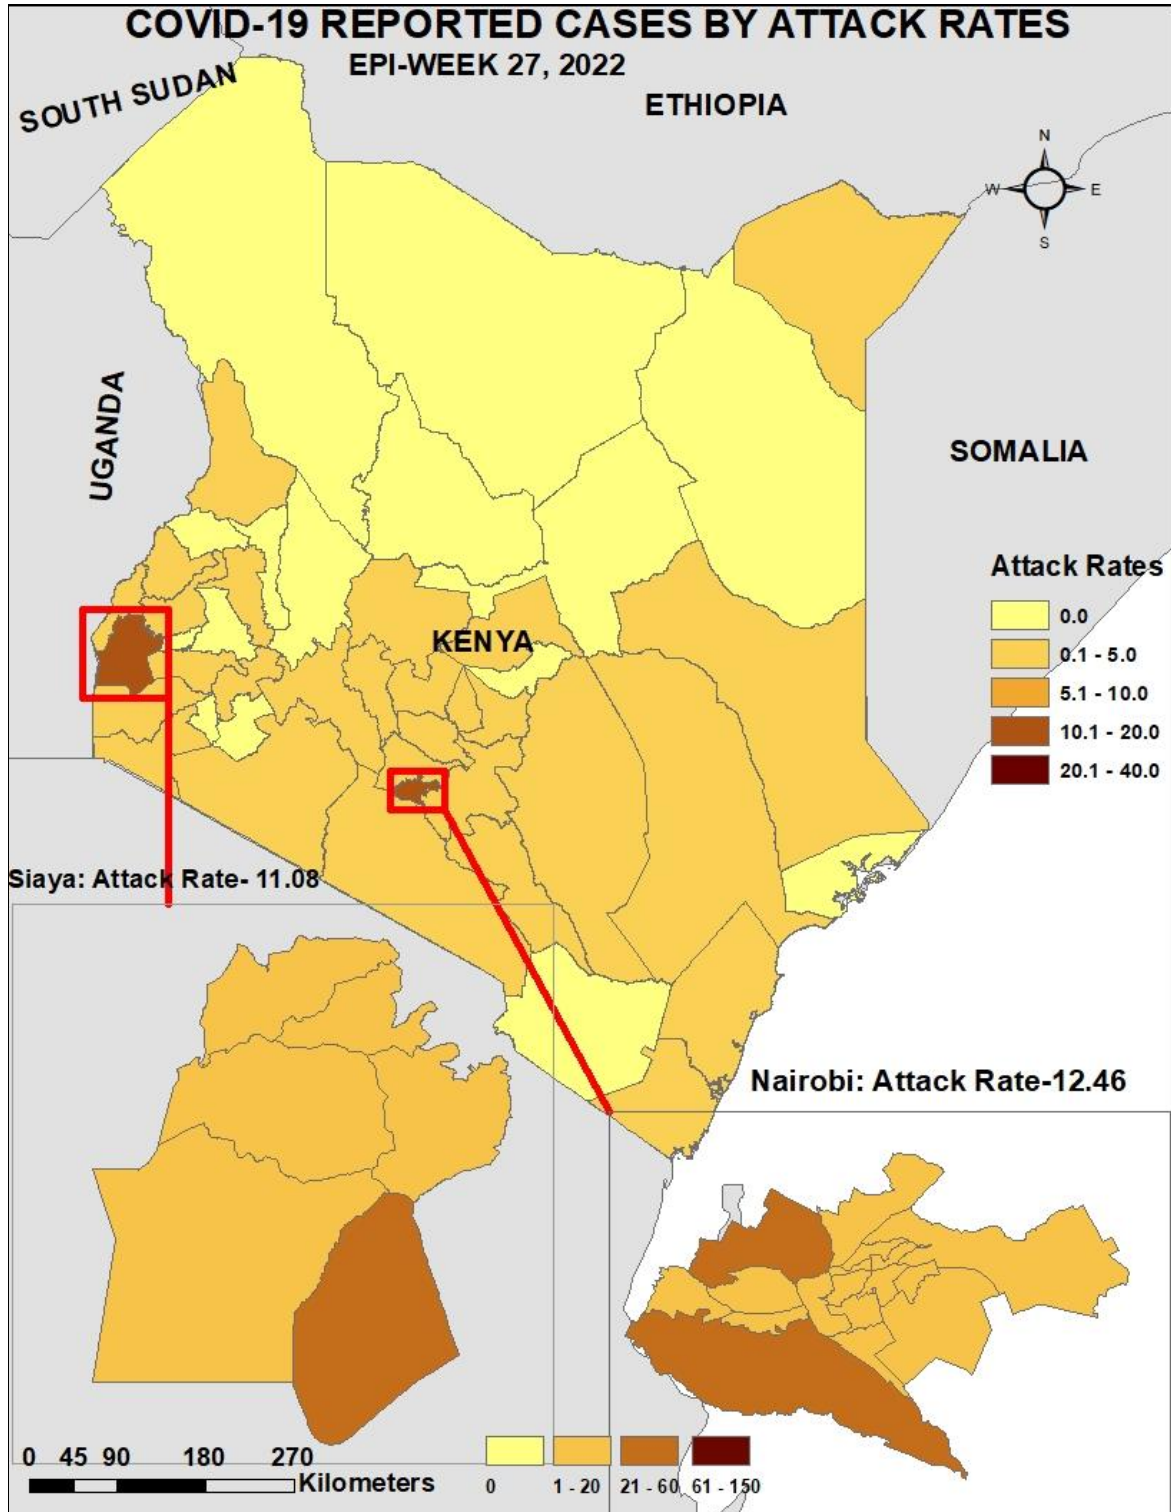 COVID-19 REPORTED CASES BY ATTACK RATES
EPI-WEEK 27, 2022
SOUTH SUDAN
ETHIOPIA
N
W
E
S
UGANDA
SOMALIA
KENYA
Attack Rates
0.0
0.1 - 5.0
5.1 - 10.0
10.1 - 20.0
20.1 - 40.0
Siaya: Attack Rate- 11.08
Nairobi: Attack Rate-12.46
0 45 90 180 270
Kilometers
0 1 - 20 21 - 60 61 - 150